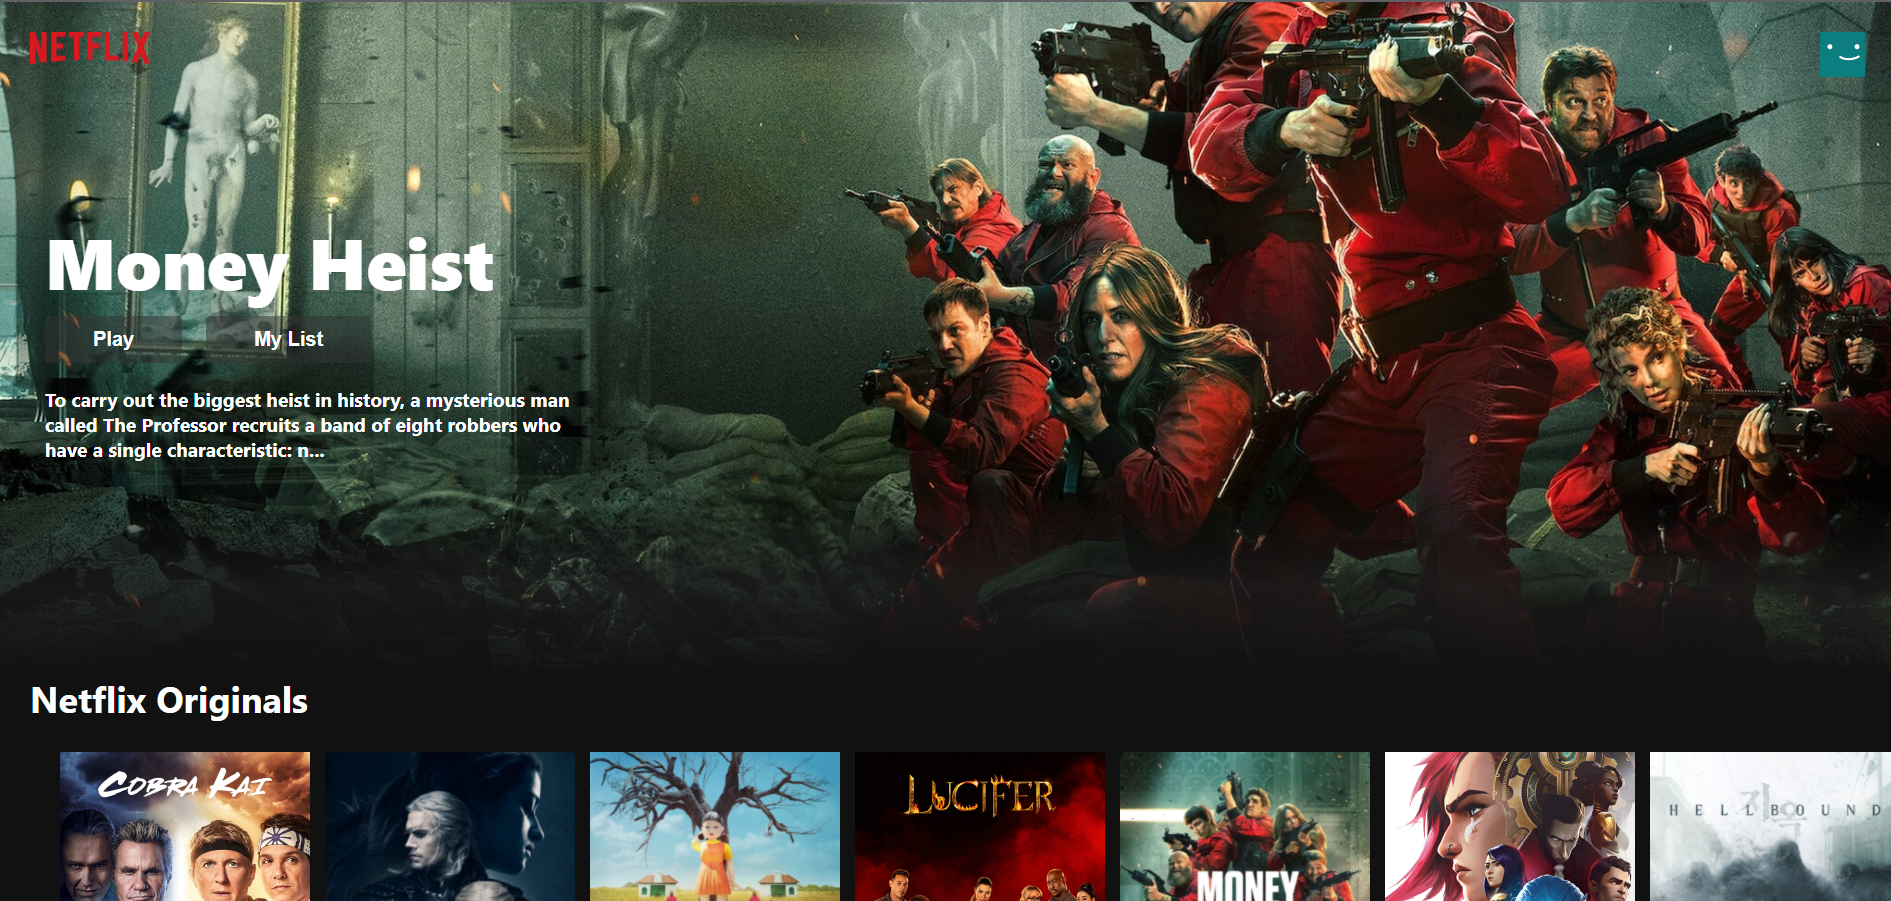 NETFLIX
Money Heist
Play
My List
To carry out the biggest heist in history, a mysterious man
called The Professor recruits a band of eight robbers who
have a single characteristic: n...
Netflix Originals
COBRA KAI
LUCIFER
MONEY
HELLBOUND